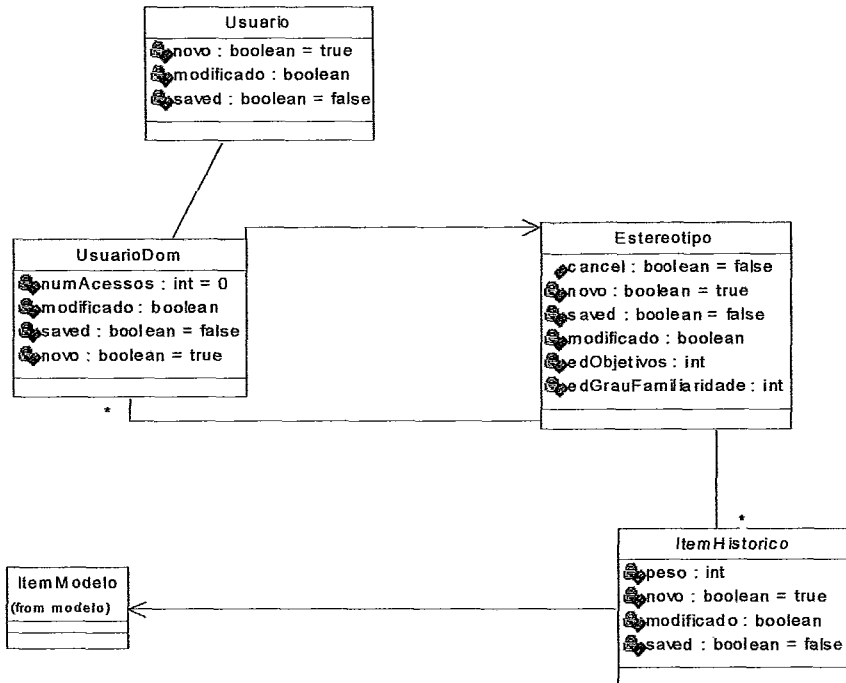 Usuario
novo : boolean = true
modificado : boolean
saved : boolean = false
UsuarioDom
numAcessos : int = 0
modificado : boolean
saved : boolean = false
novo : boolean = true
*
Estereotipo
cancel : boolean = false
novo : boolean = true
saved : boolean = false
modificado : boolean
edObjetivos : int
edGrauFamiliaridade : int
*
ItemHistorico
peso : int
novo : boolean = true
modificado : boolean
saved : boolean = false
ItemModelo
(from modelo)